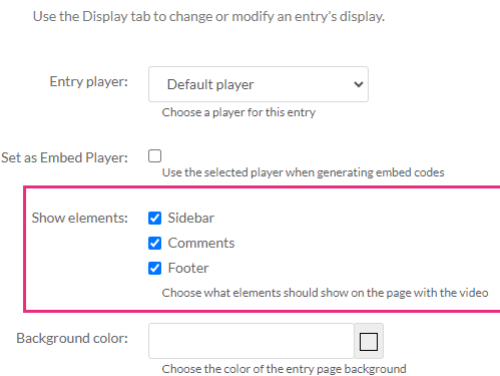 Use the Display tab to change or modify an entry's display.
Entry player: Default player
Choose a player for this entry
Set as Embed Player:
Use the selected player when generating embed codes
Show elements: Sidebar
Comments
Footer
Choose what elements should show on the page with the video
Background color:
Choose the color of the entry page background